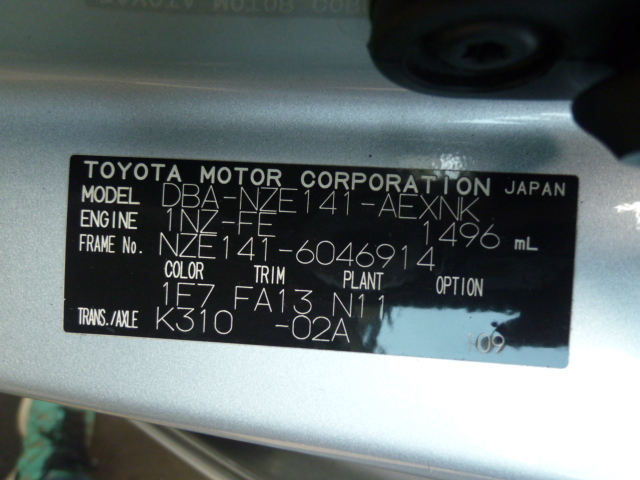 TOYOTA MOTOR CORPORATION JAPAN
MODEL DBA-NZE141-AEXNK
ENGINE 1NZ-FE 1496 mL
FRAME No. NZE141-6046914
COLOR TRIM PLANT OPTION
1E7 FA13 N11
TRANS./AXLE K310 -02A
109